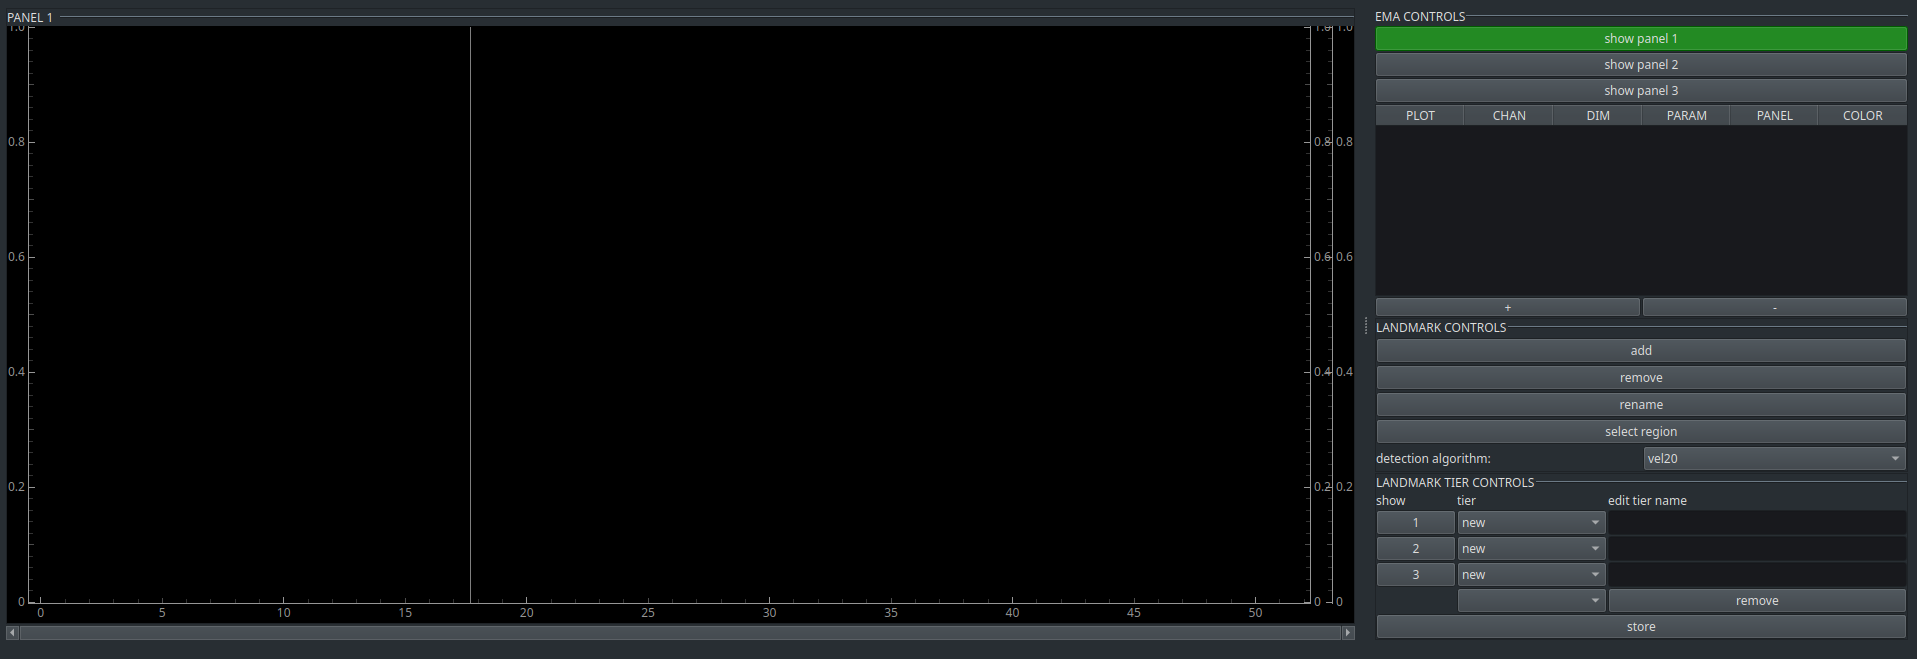 PANEL 1
1.0 1.0 1.0
0.8 0.8 0.8
0.6 0.6 0.6
0.4 0.4 0.4
0.2 0.2 0.2
0 0 0
0 5 10 15 20 25 30 35 40 45 50
EMA CONTROLS
show panel 1
show panel 2
show panel 3
PLOT CHAN DIM PARAM PANEL COLOR
+ -
LANDMARK CONTROLS
add
remove
rename
select region
detection algorithm: vel20
LANDMARK TIER CONTROLS
show tier edit tier name
1 new
2 new
3 new
remove
store